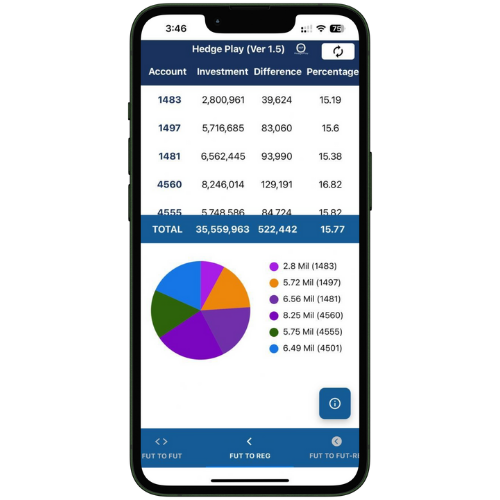 3:46 75
Hedge Play (Ver 1.5)
Account Investment Difference Percentage
1483 2,800,961 39,624 15.19
1497 5,716,685 83,060 15.6
1481 6,562,445 93,990 15.38
4560 8,246,014 129,191 16.82
4555 5,748,586 84,724 15.82
TOTAL 35,559,963 522,442 15.77
2.8 Mil (1483)
5.72 Mil (1497)
6.56 Mil (1481)
8.25 Mil (4560)
5.75 Mil (4555)
6.49 Mil (4501)
FUT TO FUT FUT TO REG FUT TO FUT-R